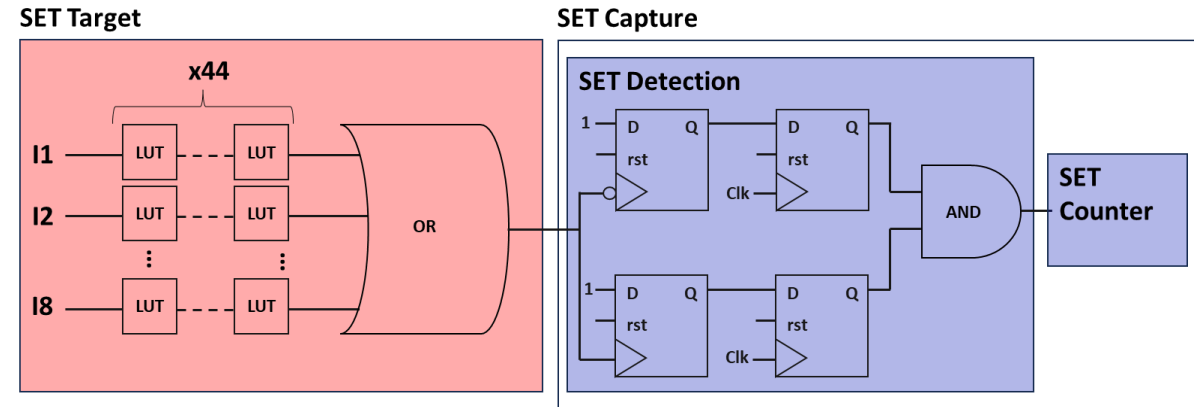 SET Target
SET Capture
x44
SET Detection
I1
LUT
LUT
I2
LUT
LUT
I8
LUT
LUT
OR
1
D
Q
rst
D
Q
rst
Clk
1
D
Q
rst
D
Q
rst
Clk
AND
SET
Counter